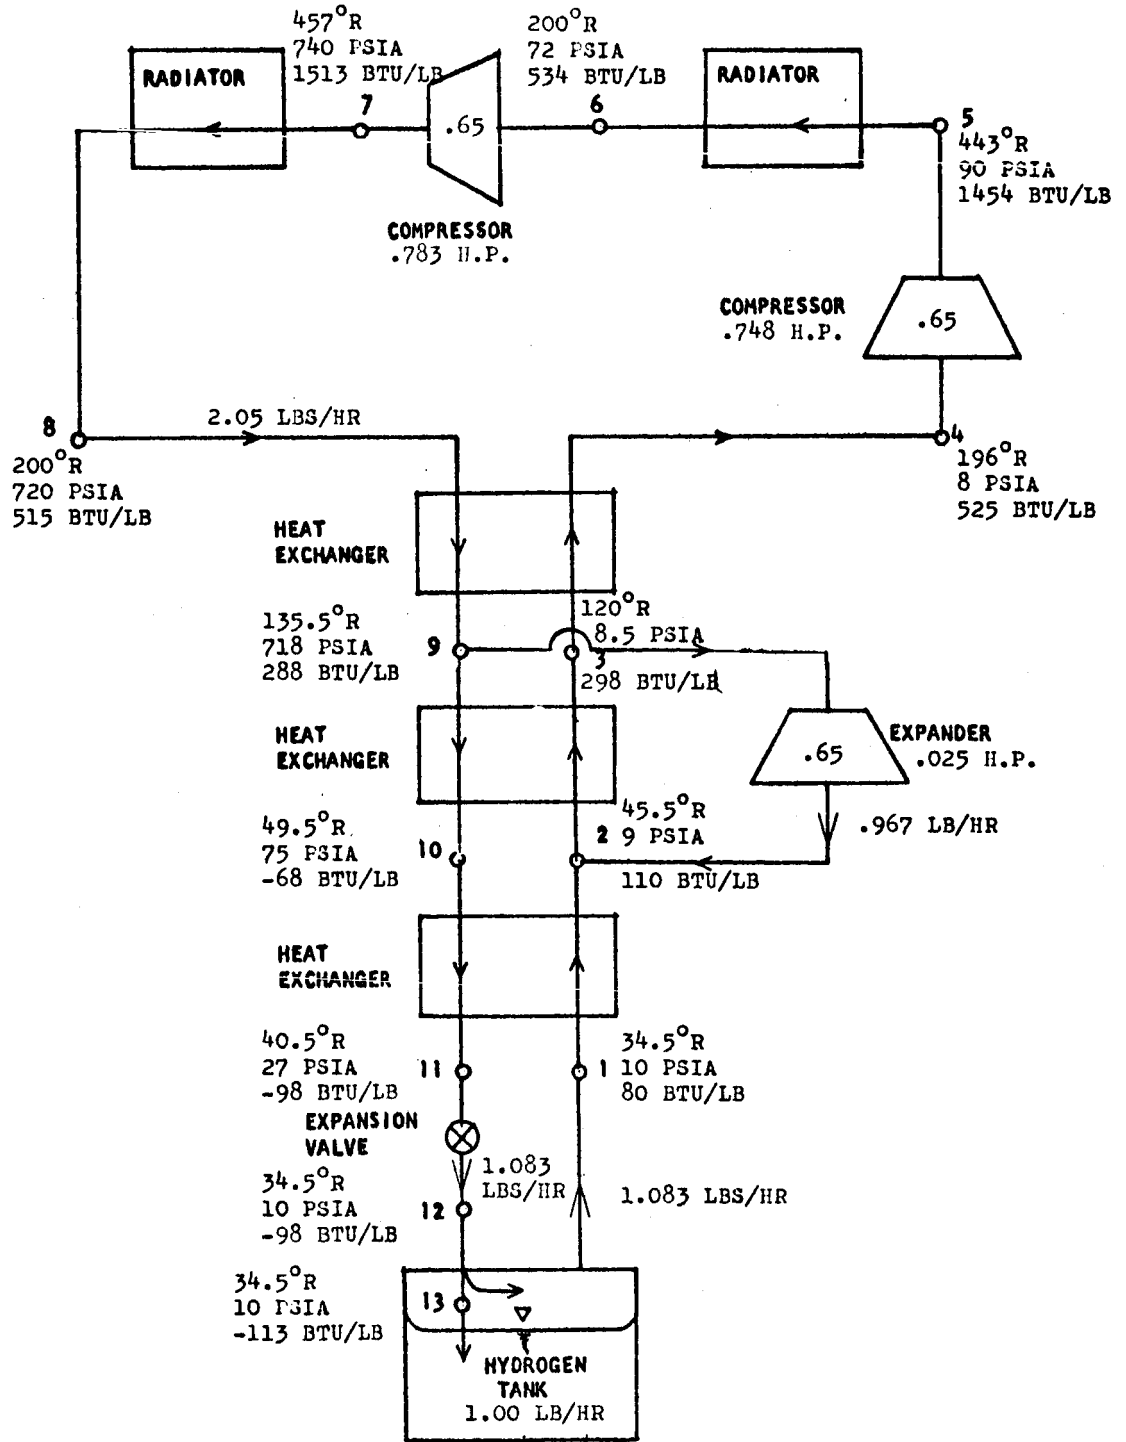 457°R
740 PSIA
1513 BTU/LB
7
200°R
72 PSIA
534 BTU/LB
6
RADIATOR
.65
RADIATOR
5
443°R
90 PSIA
1454 BTU/LB
COMPRESSOR
.783 H.P.
COMPRESSOR
.748 H.P.
.65
8
2.05 LBS/HR
200°R
720 PSIA
515 BTU/LB
4
196°R
8 PSIA
525 BTU/LB
HEAT
EXCHANGER
135.5°R
718 PSIA
288 BTU/LB
9
120°R
8.5 PSIA
3
298 BTU/LB
HEAT
EXCHANGER
.65
EXPANDER
.025 H.P.
49.5°R
75 PSIA
-68 BTU/LB
10
45.5°R
2 9 PSIA
110 BTU/LB
.967 LB/HR
HEAT
EXCHANGER
40.5°R
27 PSIA
-98 BTU/LB
11
34.5°R
1 10 PSIA
80 BTU/LB
EXPANSION
VALVE
1.083
LBS/HR
1.083 LBS/HR
34.5°R
10 PSIA
-98 BTU/LB
12
34.5°R
10 PSIA
-113 BTU/LB
13
HYDROGEN
TANK
1.00 LB/HR